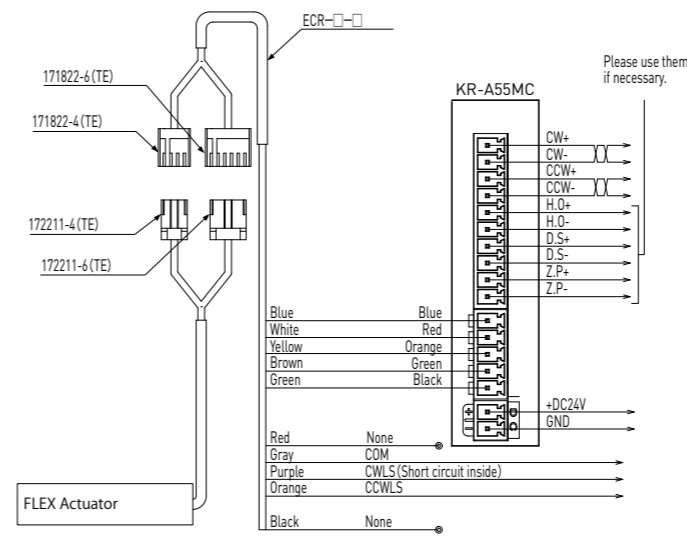 ECR-□-□
Please use them
if necessary.
171822-6(TE)
KR-A55MC
171822-4(TE)
CW+
CW-
CCW+
CCW-
172211-4(TE)
H.O+
H.O-
D.S+
172211-6(TE)
D.S-
Z.P+
Z.P-
Blue Blue
White Red
Yellow Orange
Brown Green
Green Black
+ +DC24V
- GND
Red None
Gray COM
Purple CWLS(Short circuit inside)
Orange CCWLS
FLEX Actuator
Black None